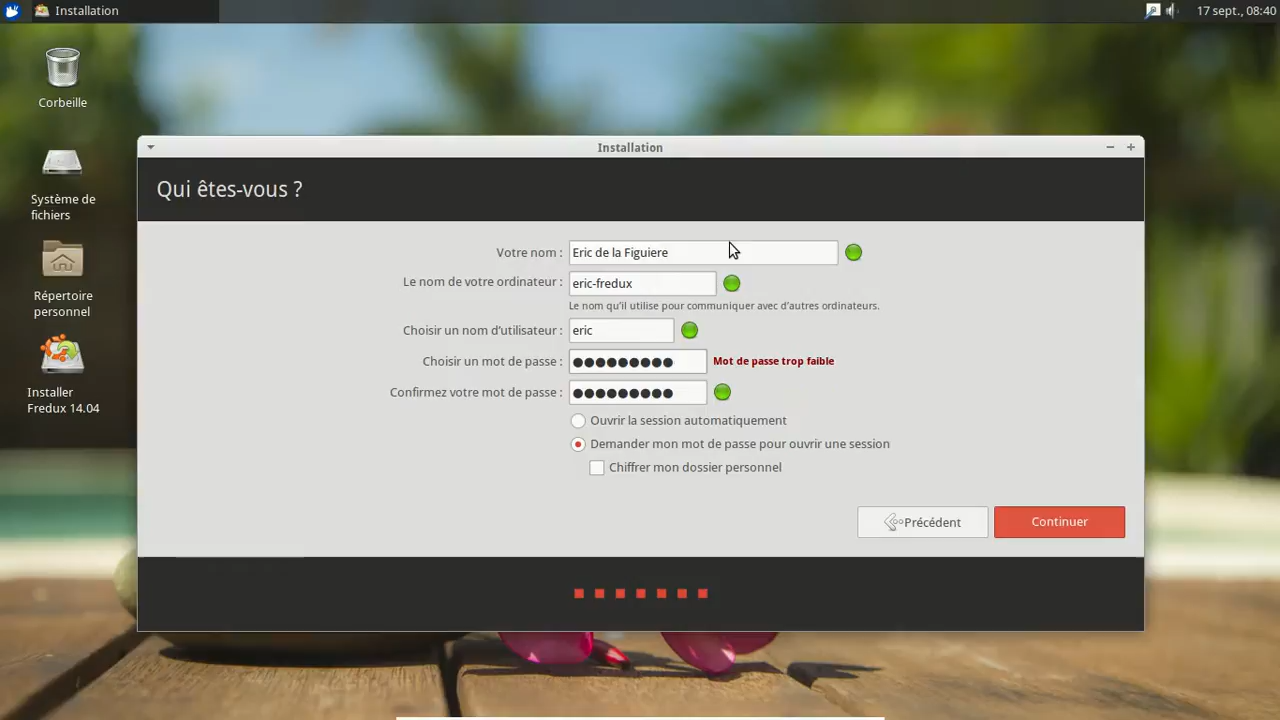 Installation
17 sept., 08:40
Corbeille
Système de
fichiers
Répertoire
personnel
Installer
Fredux 14.04
Installation
Qui êtes-vous ?
Votre nom : Eric de la Figuiere
Le nom de votre ordinateur : eric-fredux
Le nom qu’il utilise pour communiquer avec d’autres ordinateurs.
Choisir un nom d’utilisateur : eric
Choisir un mot de passe : ●●●●●●●●● Mot de passe trop faible
Confirmez votre mot de passe : ●●●●●●●●●
Ouvrir la session automatiquement
Demander mon mot de passe pour ouvrir une session
Chiffrer mon dossier personnel
Précédent
Continuer